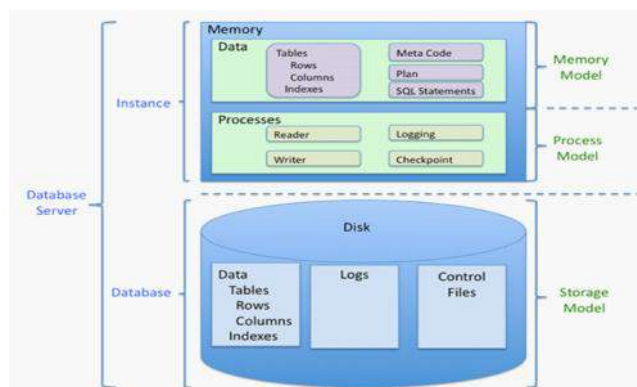 Memory
Data
Tables
Rows
Columns
Indexes
Meta Code
Plan
SQL Statements
Memory
Model
Instance
Processes
Reader
Logging
Writer
Checkpoint
Process
Model
Database
Server
Disk
Database
Data
Tables
Rows
Columns
Indexes
Logs
Control
Files
Storage
Model